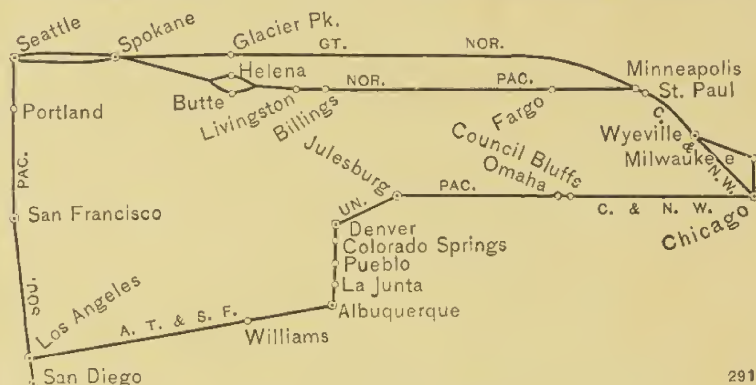 Seattle
Spokane
Glacier Pk.
GT. NOR.
Helena
Butte
Livingston
Billings
NOR. PAC.
Fargo
Minneapolis
St. Paul
C. & N. W.
Wyeville
Milwaukee
Portland
PAC.
San Francisco
SOU.
Los Angeles
San Diego
A. T. & S. F.
Williams
Albuquerque
La Junta
Pueblo
Colorado Springs
Denver
UN. PAC.
Julesburg
Council Bluffs
Omaha
C. & N. W.
Chicago
291